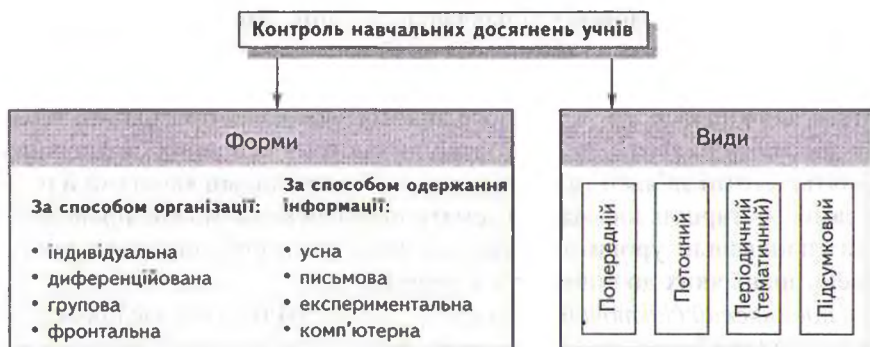 Контроль навчальних досягнень учнів
Форми
За способом організації:
• індивідуальна
• диференційована
• групова
• фронтальна
За способом одержання
інформації:
• усна
• письмова
• експериментальна
• комп'ютерна
Види
Попередній
Поточний
Періодичний
(тематичний)
Підсумковий